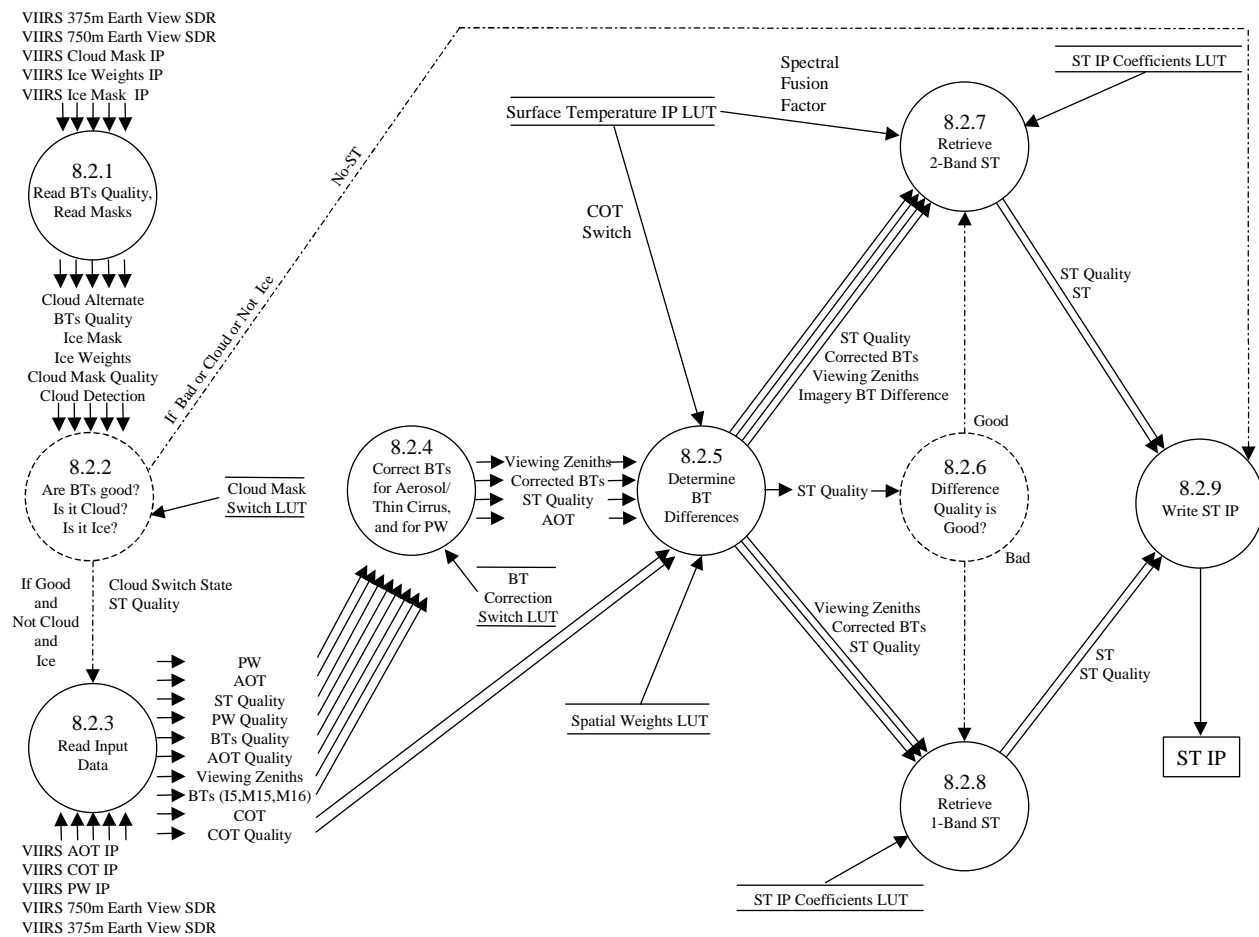 VIIRS 375m Earth View SDR
VIIRS 750m Earth View SDR
VIIRS Cloud Mask IP
VIIRS Ice Weights IP
VIIRS Ice Mask IP
8.2.1
Read BTs Quality,
Read Masks
Cloud Alternate
BTs Quality
Ice Mask
Ice Weights
Cloud Mask Quality
Cloud Detection
8.2.2
Are BTs good?
Is it Cloud?
Is it Ice?
If Bad or Cloud or Not Ice
No-ST
Cloud Mask
Switch LUT
If Good
and
Not Cloud
and
Ice
Cloud Switch State
ST Quality
8.2.3
Read Input
Data
PW
AOT
ST Quality
PW Quality
BTs Quality
AOT Quality
Viewing Zeniths
BTs (I5,M15,M16)
COT
COT Quality
VIIRS AOT IP
VIIRS COT IP
VIIRS PW IP
VIIRS 750m Earth View SDR
VIIRS 375m Earth View SDR
8.2.4
Correct BTs
for Aerosol/
Thin Cirrus,
and for PW
BT
Correction
Switch LUT
Viewing Zeniths
Corrected BTs
ST Quality
AOT
Surface Temperature IP LUT
COT
Switch
Spectral
Fusion
Factor
8.2.5
Determine
BT
Differences
Spatial Weights LUT
ST Quality
Corrected BTs
Viewing Zeniths
Imagery BT Difference
ST Quality
Viewing Zeniths
Corrected BTs
ST Quality
8.2.6
Difference
Quality is
Good?
Good
Bad
ST IP Coefficients LUT
8.2.7
Retrieve
2-Band ST
ST Quality
ST
8.2.8
Retrieve
1-Band ST
ST IP Coefficients LUT
ST
ST Quality
8.2.9
Write ST IP
ST IP